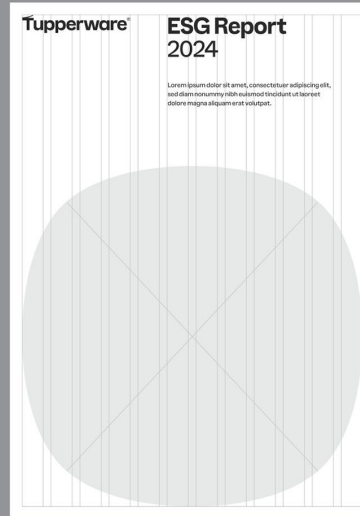 Tupperware®
ESG Report
2024
Lorem ipsum dolor sit amet, consectetuer adipiscing elit,
sed diam nonummy nibh euismod tincidunt ut laoreet
dolore magna aliquam erat volutpat.